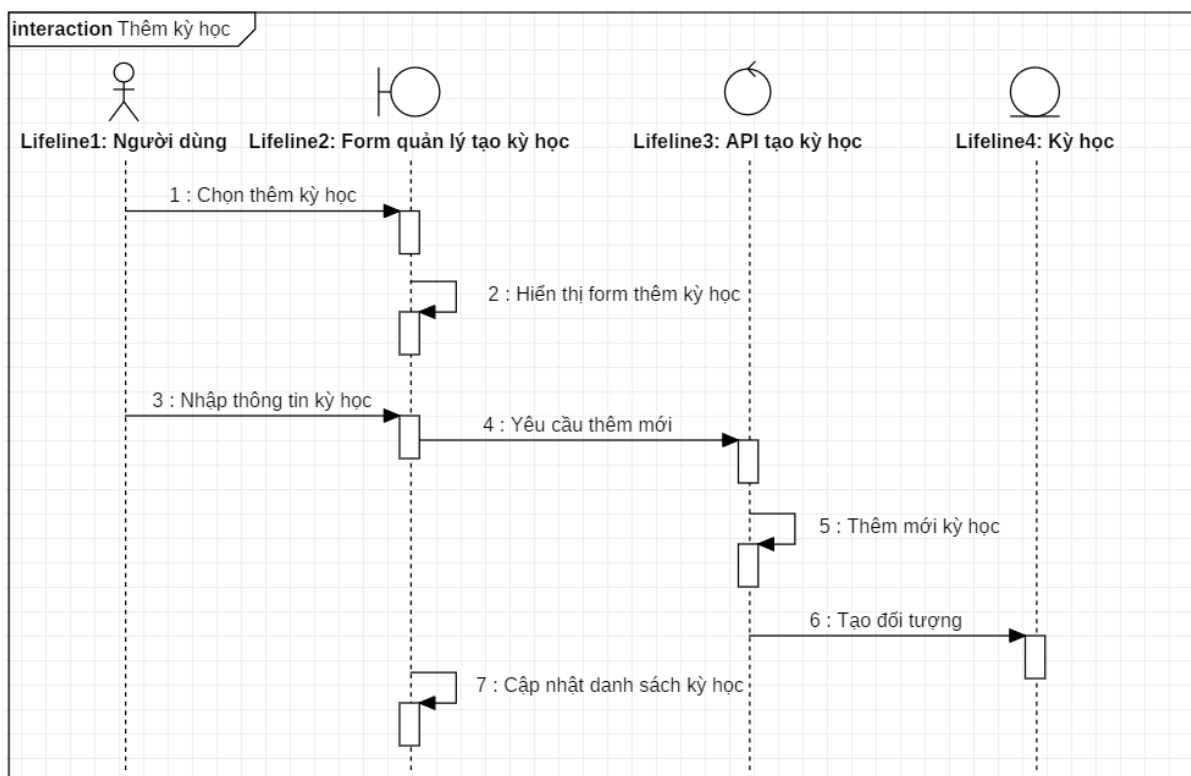 interaction Thêm kỳ học
Lifeline1: Người dùng
Lifeline2: Form quản lý tạo kỳ học
Lifeline3: API tạo kỳ học
Lifeline4: Kỳ học
1 : Chọn thêm kỳ học
2 : Hiển thị form thêm kỳ học
3 : Nhập thông tin kỳ học
4 : Yêu cầu thêm mới
5 : Thêm mới kỳ học
6 : Tạo đối tượng
7 : Cập nhật danh sách kỳ học